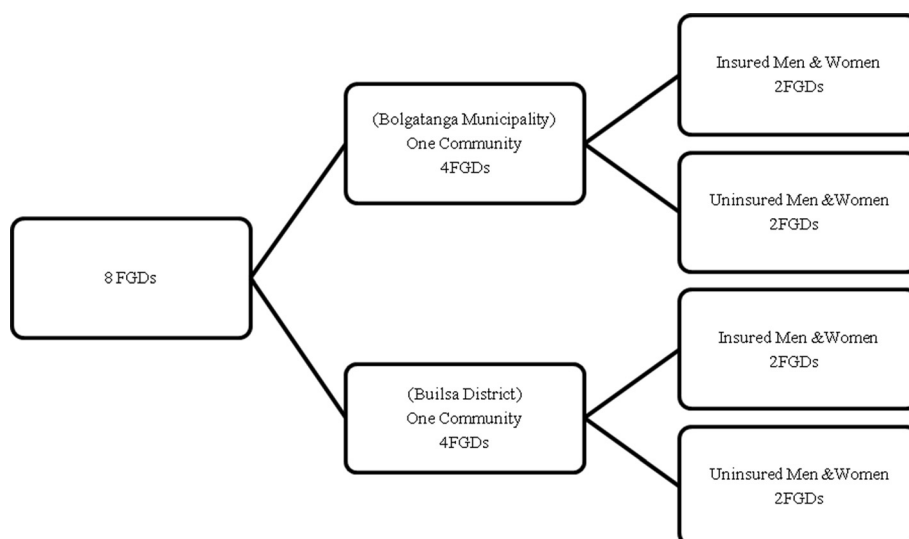 8 FGDs
(Bolgatanga Municipality)
One Community
4FGDs
Insured Men & Women
2FGDs
Uninsured Men &Women
2FGDs
(Builsa District)
One Community
4FGDs
Insured Men &Women
2FGDs
Uninsured Men &Women
2FGDs